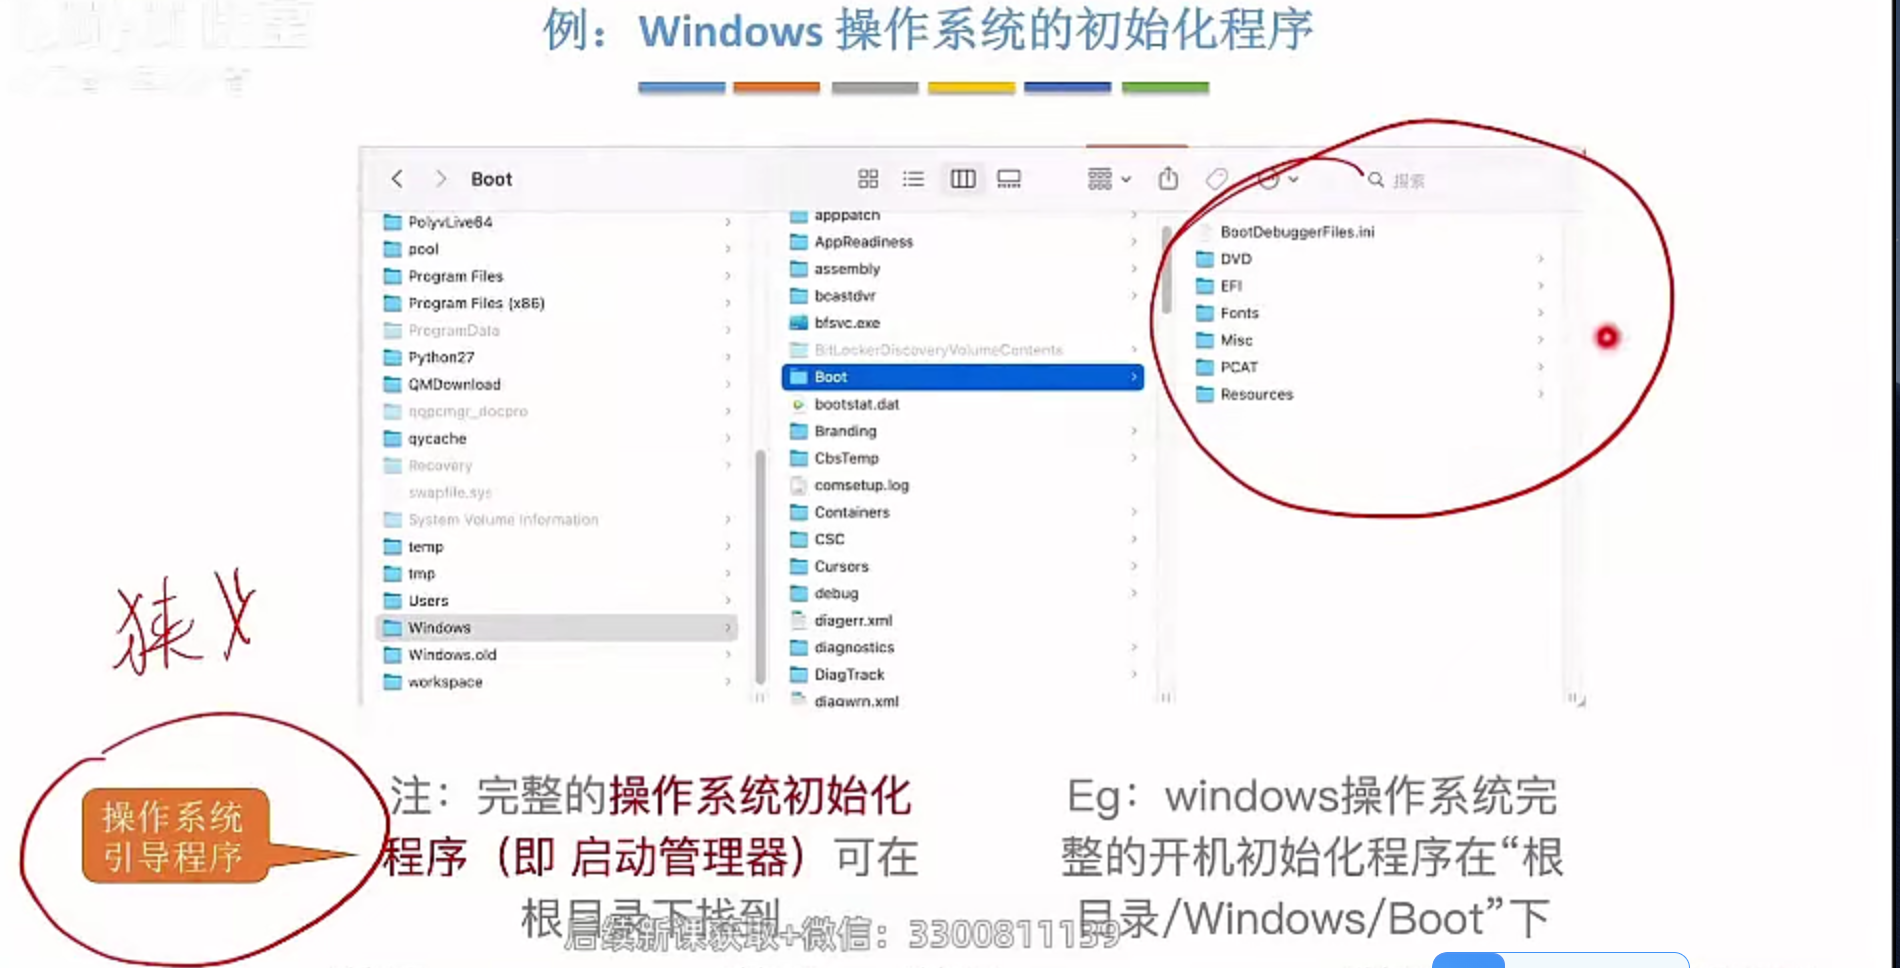 例：Windows 操作系统的初始化程序
Boot
搜索
PolyvLive64
pool
Program Files
Program Files (x86)
ProgramData
Python27
QMDownload
qqpcmgr_docpro
qycache
Recovery
swapfile.sys
System Volume Information
temp
tmp
Users
Windows
Windows.old
workspace
apppatch
AppReadiness
assembly
bcastdvr
bfsvc.exe
BitLockerDiscoveryVolumeContents
Boot
bootstat.dat
Branding
CbsTemp
comsetup.log
Containers
CSC
Cursors
debug
diagerr.xml
diagnostics
DiagTrack
diagwrn.xml
BootDebuggerFiles.ini
DVD
EFI
Fonts
Misc
PCAT
Resources
狭义
操作系统
引导程序
注：完整的操作系统初始化
程序（即 启动管理器）可在
根目录下找到
Eg：windows操作系统完
整的开机初始化程序在“根
目录/Windows/Boot”下
后续新课获取+微信：3300811139